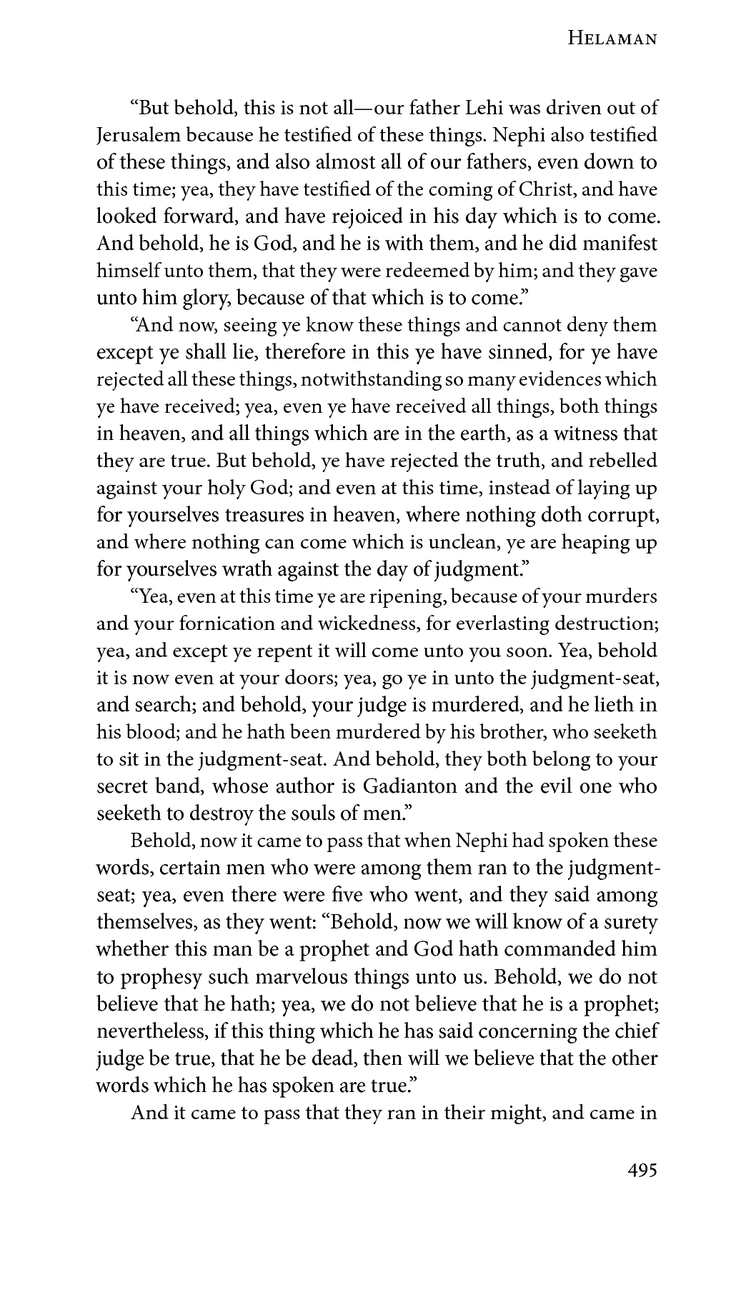 Helaman
“But behold, this is not all—our father Lehi was driven out of
Jerusalem because he testified of these things. Nephi also testified
of these things, and also almost all of our fathers, even down to
this time; yea, they have testified of the coming of Christ, and have
looked forward, and have rejoiced in his day which is to come.
And behold, he is God, and he is with them, and he did manifest
himself unto them, that they were redeemed by him; and they gave
unto him glory, because of that which is to come.”
“And now, seeing ye know these things and cannot deny them
except ye shall lie, therefore in this ye have sinned, for ye have
rejected all these things, notwithstanding so many evidences which
ye have received; yea, even ye have received all things, both things
in heaven, and all things which are in the earth, as a witness that
they are true. But behold, ye have rejected the truth, and rebelled
against your holy God; and even at this time, instead of laying up
for yourselves treasures in heaven, where nothing doth corrupt,
and where nothing can come which is unclean, ye are heaping up
for yourselves wrath against the day of judgment.”
“Yea, even at this time ye are ripening, because of your murders
and your fornication and wickedness, for everlasting destruction;
yea, and except ye repent it will come unto you soon. Yea, behold
it is now even at your doors; yea, go ye in unto the judgment-seat,
and search; and behold, your judge is murdered, and he lieth in
his blood; and he hath been murdered by his brother, who seeketh
to sit in the judgment-seat. And behold, they both belong to your
secret band, whose author is Gadianton and the evil one who
seeketh to destroy the souls of men.”
Behold, now it came to pass that when Nephi had spoken these
words, certain men who were among them ran to the judgment-
seat; yea, even there were five who went, and they said among
themselves, as they went: “Behold, now we will know of a surety
whether this man be a prophet and God hath commanded him
to prophesy such marvelous things unto us. Behold, we do not
believe that he hath; yea, we do not believe that he is a prophet;
nevertheless, if this thing which he has said concerning the chief
judge be true, that he be dead, then will we believe that the other
words which he has spoken are true.”
And it came to pass that they ran in their might, and came in
495